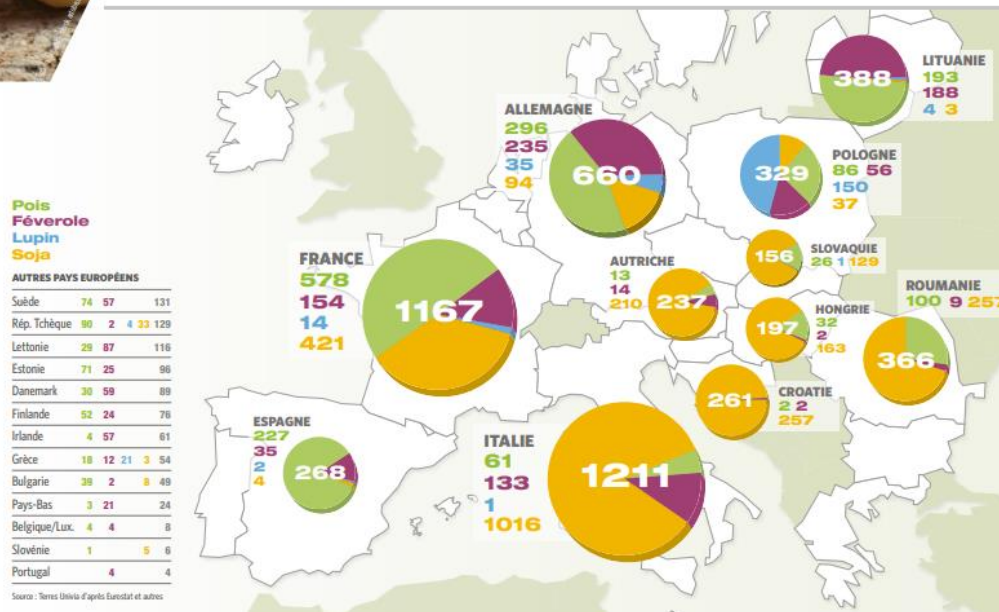 Pois
Féverole
Lupin
Soja
AUTRES PAYS EUROPÉENS
Suède 74 57 131
Rép. Tchèque 90 2 4 33 129
Lettonie 29 87 116
Estonie 71 25 96
Danemark 30 59 89
Finlande 52 24 76
Irlande 4 57 61
Grèce 18 12 21 3 54
Bulgarie 39 2 8 49
Pays-Bas 3 21 24
Belgique/Lux. 4 4 8
Slovénie 1 5 6
Portugal 4 4
Source : Terres Univia d'après Eurostat et autres
FRANCE
578
154
14
421
1167
ESPAGNE
227
35
2
4
268
ALLEMAGNE
296
235
35
94
660
AUTRICHE
13
14
210
237
ITALIE
61
133
1
1016
1211
LITUANIE
193
188
4 3
388
POLOGNE
86 56
150
37
329
SLOVAQUIE
26 1 129
156
HONGRIE
32
2
163
197
CROATIE
2 2
257
261
ROUMANIE
100 9 257
366